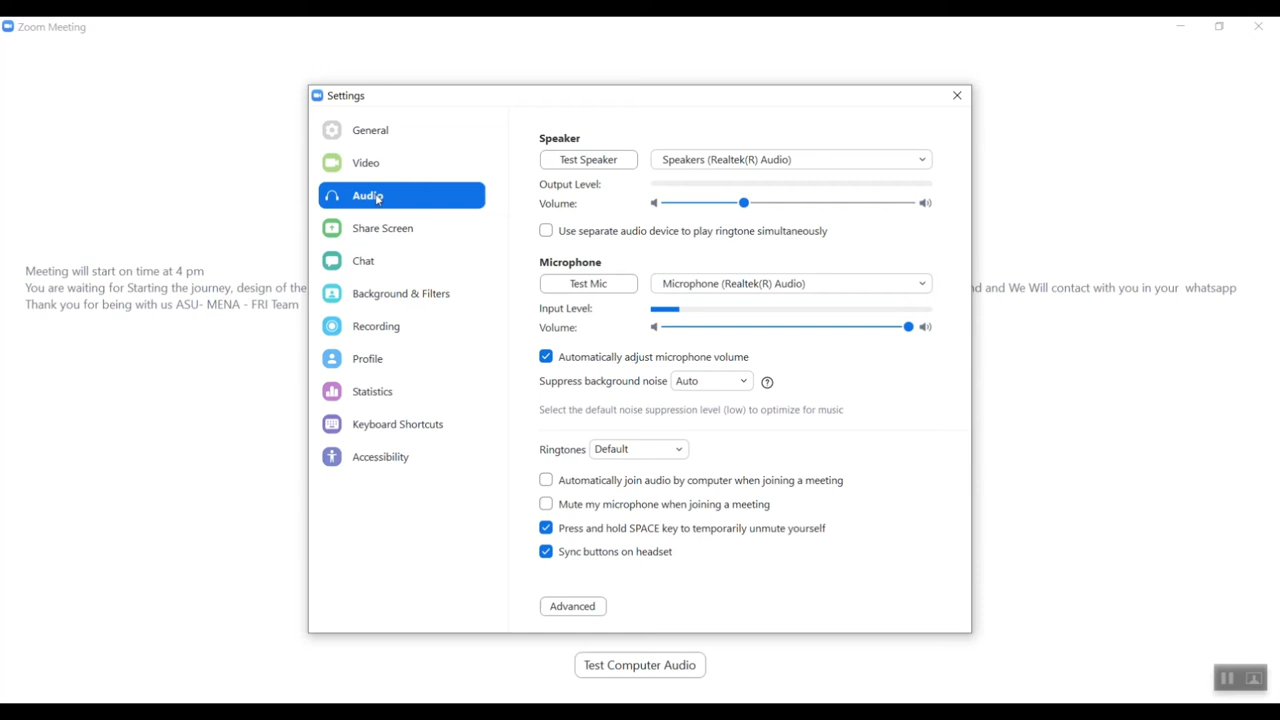 Zoom Meeting
Settings
General
Video
Audio
Share Screen
Chat
Background & Filters
Recording
Profile
Statistics
Keyboard Shortcuts
Accessibility
Speaker
Test Speaker
Speakers (Realtek(R) Audio)
Output Level:
Volume:
Use separate audio device to play ringtone simultaneously
Microphone
Test Mic
Microphone (Realtek(R) Audio)
Input Level:
Volume:
Automatically adjust microphone volume
Suppress background noise
Auto
Select the default noise suppression level (low) to optimize for music
Ringtones
Default
Automatically join audio by computer when joining a meeting
Mute my microphone when joining a meeting
Press and hold SPACE key to temporarily unmute yourself
Sync buttons on headset
Advanced
Meeting will start on time at 4 pm
You are waiting for Starting the journey, design of the
nd and We Will contact with you in your whatsapp
Thank you for being with us ASU- MENA - FRI Team
Test Computer Audio